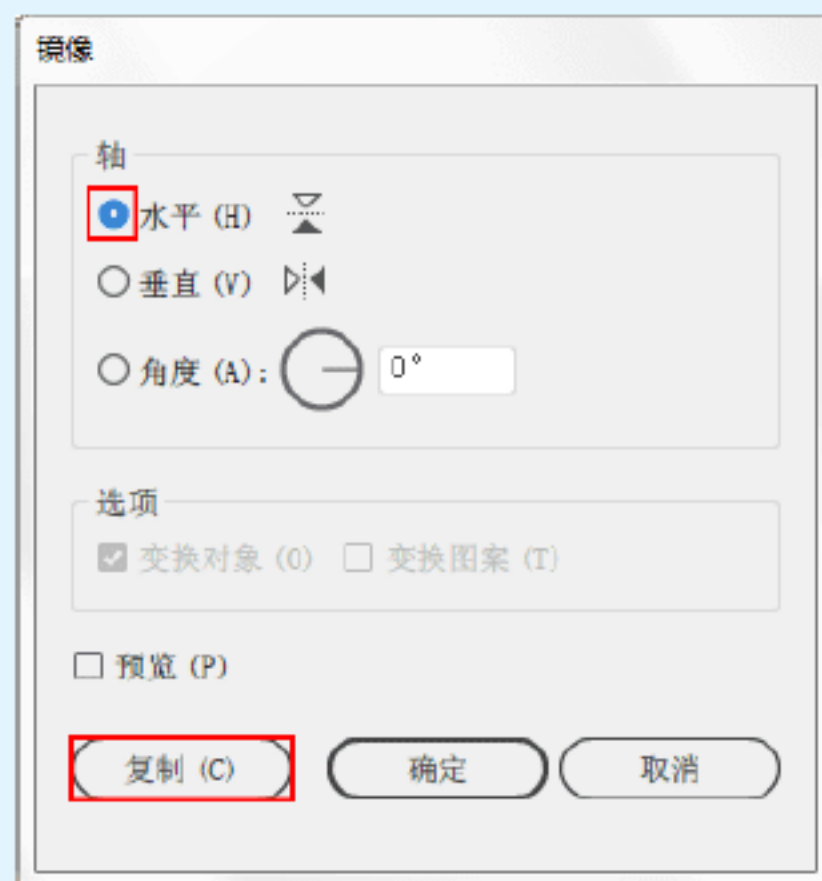 镜像
轴
水平 (H)
垂直 (V)
角度 (A): 0°
选项
变换对象 (O) 变换图案 (T)
预览 (P)
复制 (C) 确定 取消